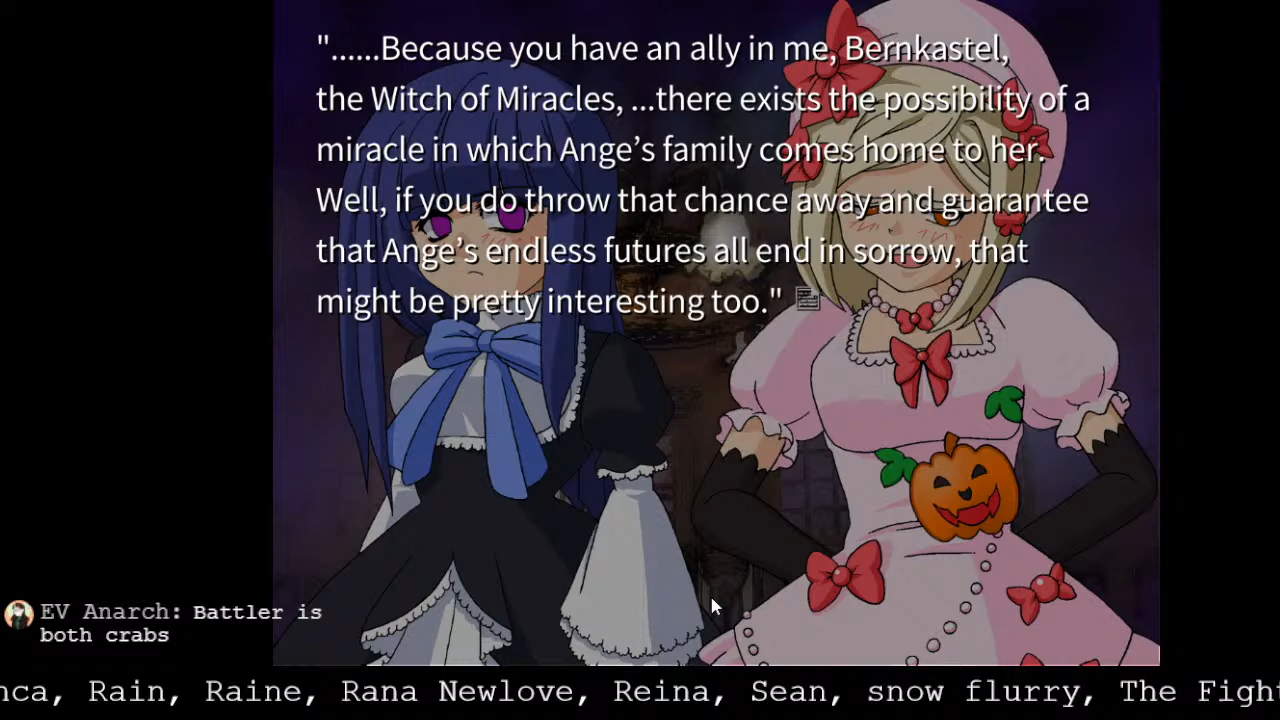 "......Because you have an ally in me, Bernkastel,
the Witch of Miracles, ...there exists the possibility of a
miracle in which Ange's family comes home to her.
Well, if you do throw that chance away and guarantee
that Ange's endless futures all end in sorrow, that
might be pretty interesting too."
EV Anarch: Battler is
both crabs
nca, Rain, Raine, Rana Newlove, Reina, Sean, snow flurry, The Fight